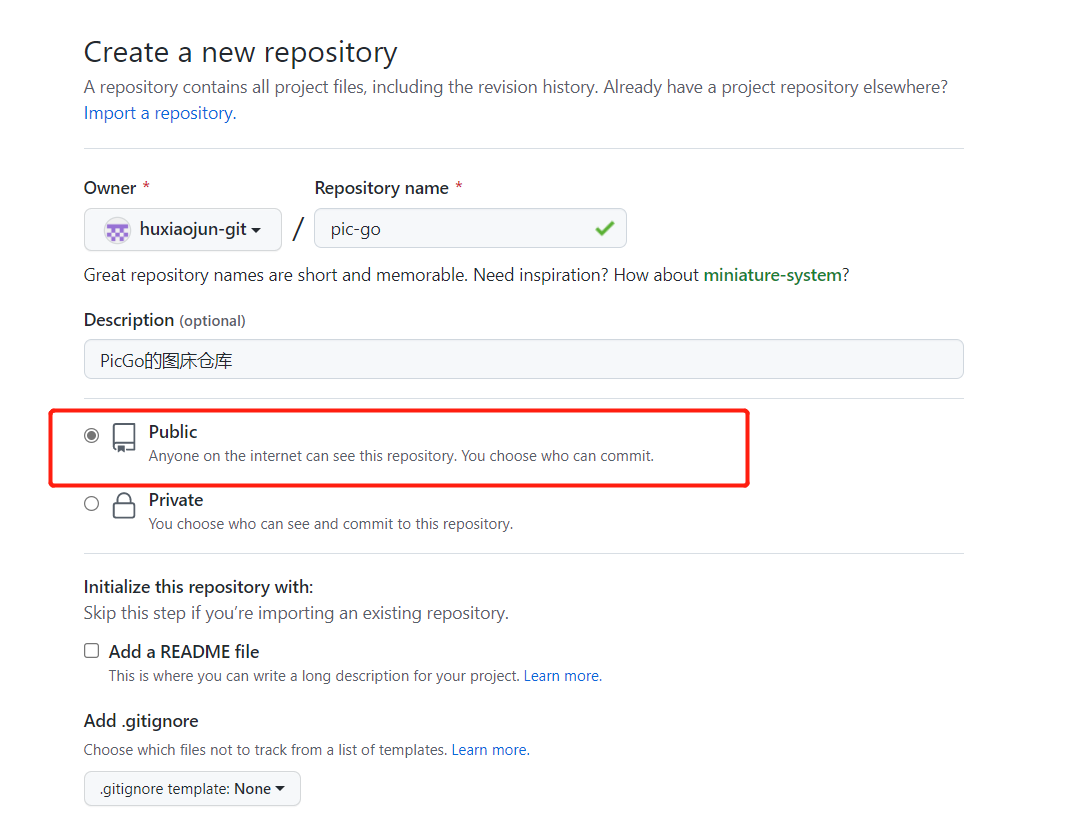 Create a new repository
A repository contains all project files, including the revision history. Already have a project repository elsewhere?
Import a repository.
Owner * Repository name *
huxiaojun-git / pic-go
Great repository names are short and memorable. Need inspiration? How about miniature-system?
Description (optional)
PicGo的图床仓库
Public
Anyone on the internet can see this repository. You choose who can commit.
Private
You choose who can see and commit to this repository.
Initialize this repository with:
Skip this step if you’re importing an existing repository.
Add a README file
This is where you can write a long description for your project. Learn more.
Add .gitignore
Choose which files not to track from a list of templates. Learn more.
.gitignore template: None